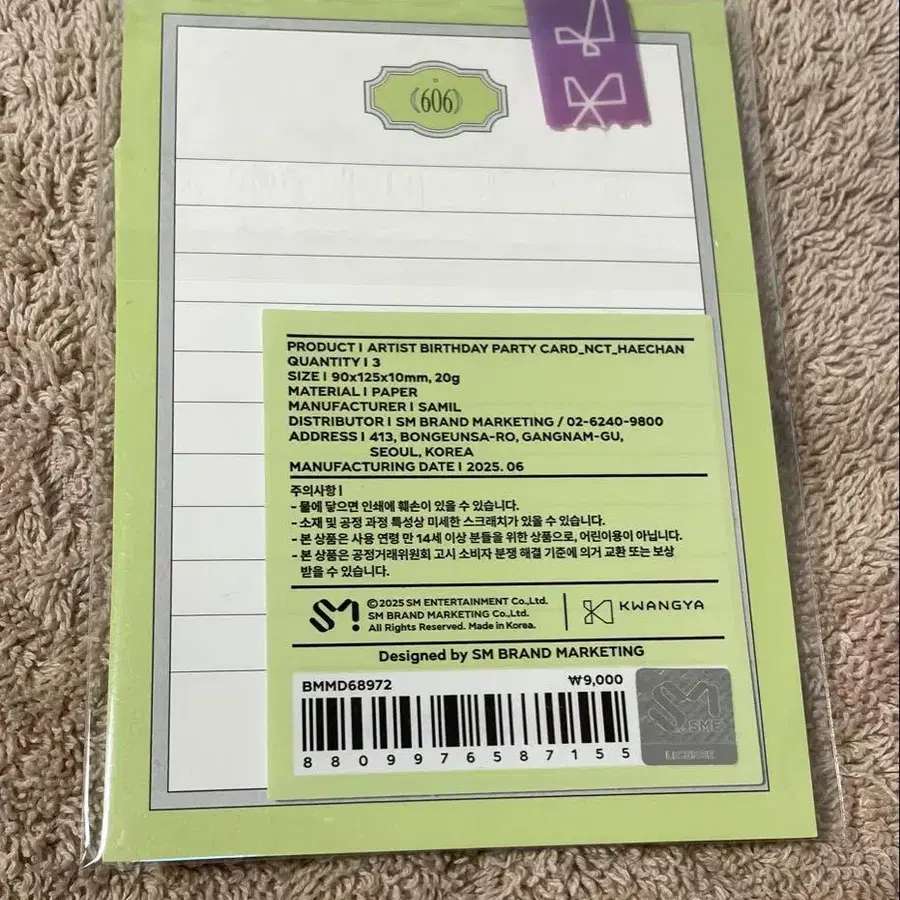 (606)
PRODUCT I ARTIST BIRTHDAY PARTY CARD_NCT_HAECHAN
QUANTITY I 3
SIZE I 90x125x10mm, 20g
MATERIAL I PAPER
MANUFACTURER I SAMIL
DISTRIBUTOR I SM BRAND MARKETING / 02-6240-9800
ADDRESS I 413, BONGEUNSA-RO, GANGNAM-GU,
SEOUL, KOREA
MANUFACTURING DATE I 2025. 06
주의사항 |
- 물에 닿으면 인쇄에 훼손이 있을 수 있습니다.
- 소재 및 공정 과정 특성상 미세한 스크래치가 있을 수 있습니다.
- 본 상품은 사용 연령 만 14세 이상 분들을 위한 상품으로, 어린이용이 아닙니다.
- 본 상품은 공정거래위원회 고시 소비자 분쟁 해결 기준에 의거 교환 또는 보상
받을 수 있습니다.
SM
©2025 SM ENTERTAINMENT Co.,Ltd.
SM BRAND MARKETING Co.,Ltd.
All Rights Reserved. Made in Korea.
KWANGYA
Designed by SM BRAND MARKETING
BMMD68972
₩9,000
8809976587155
SM
SME
LICENSE